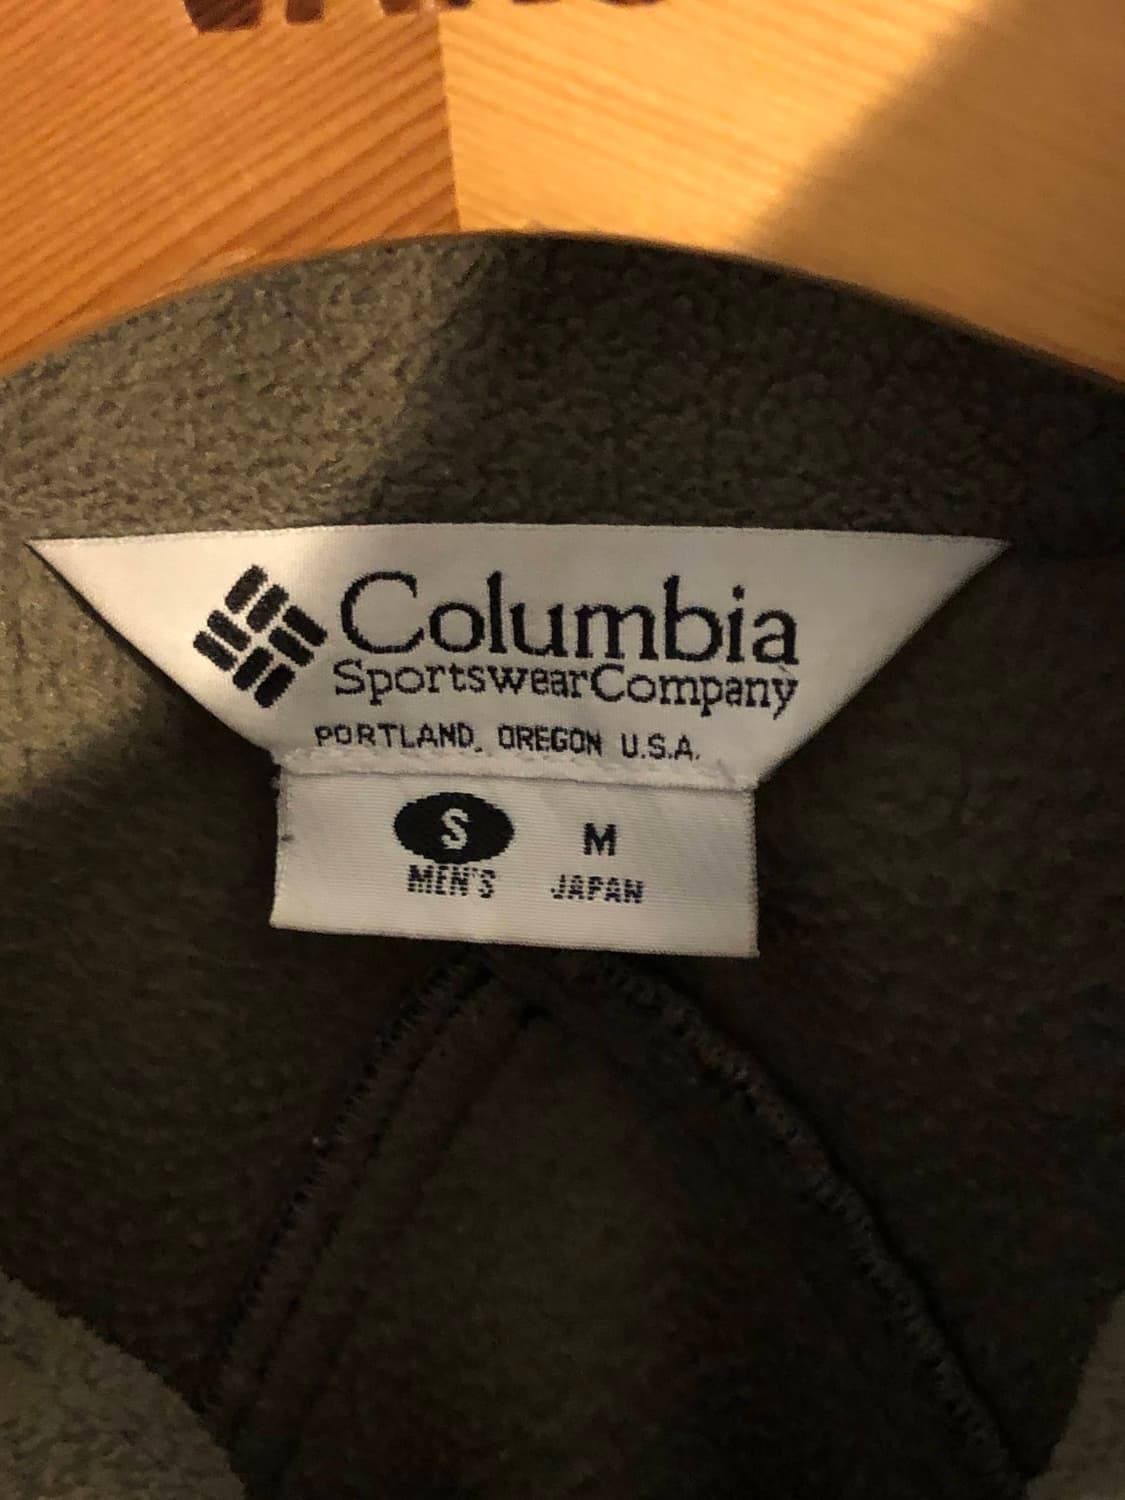 Columbia
SportswearCompany
PORTLAND, OREGON U.S.A.
S M
MEN'S JAPAN